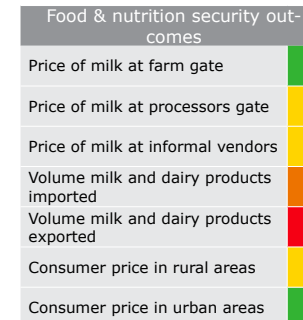 Food & nutrition security out-
comes
Price of milk at farm gate
Price of milk at processors gate
Price of milk at informal vendors
Volume milk and dairy products
imported
Volume milk and dairy products
exported
Consumer price in rural areas
Consumer price in urban areas